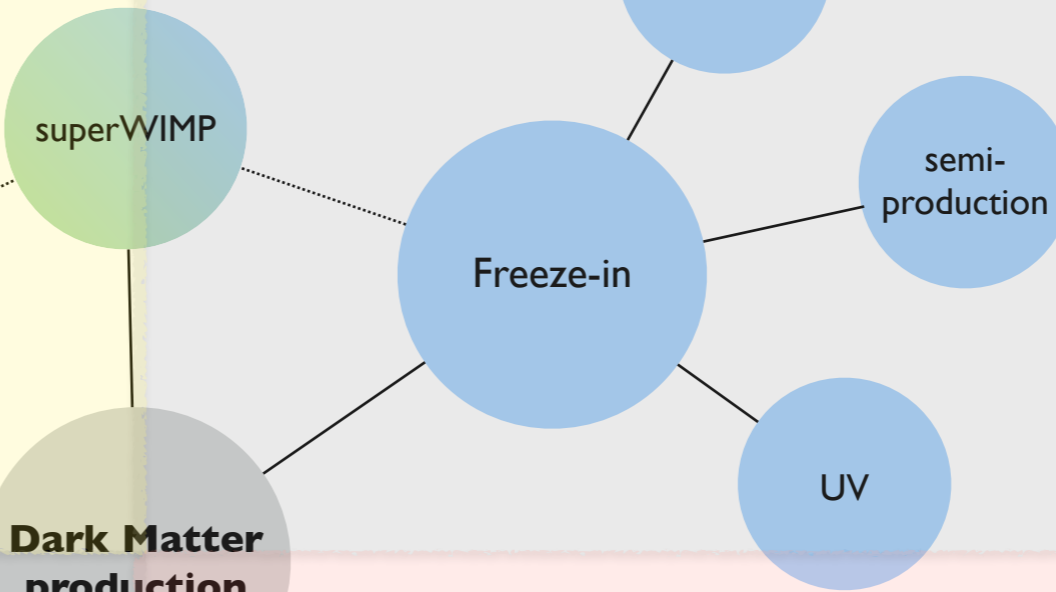 superWIMP
semi-
production
Freeze-in
UV
Dark Matter
production